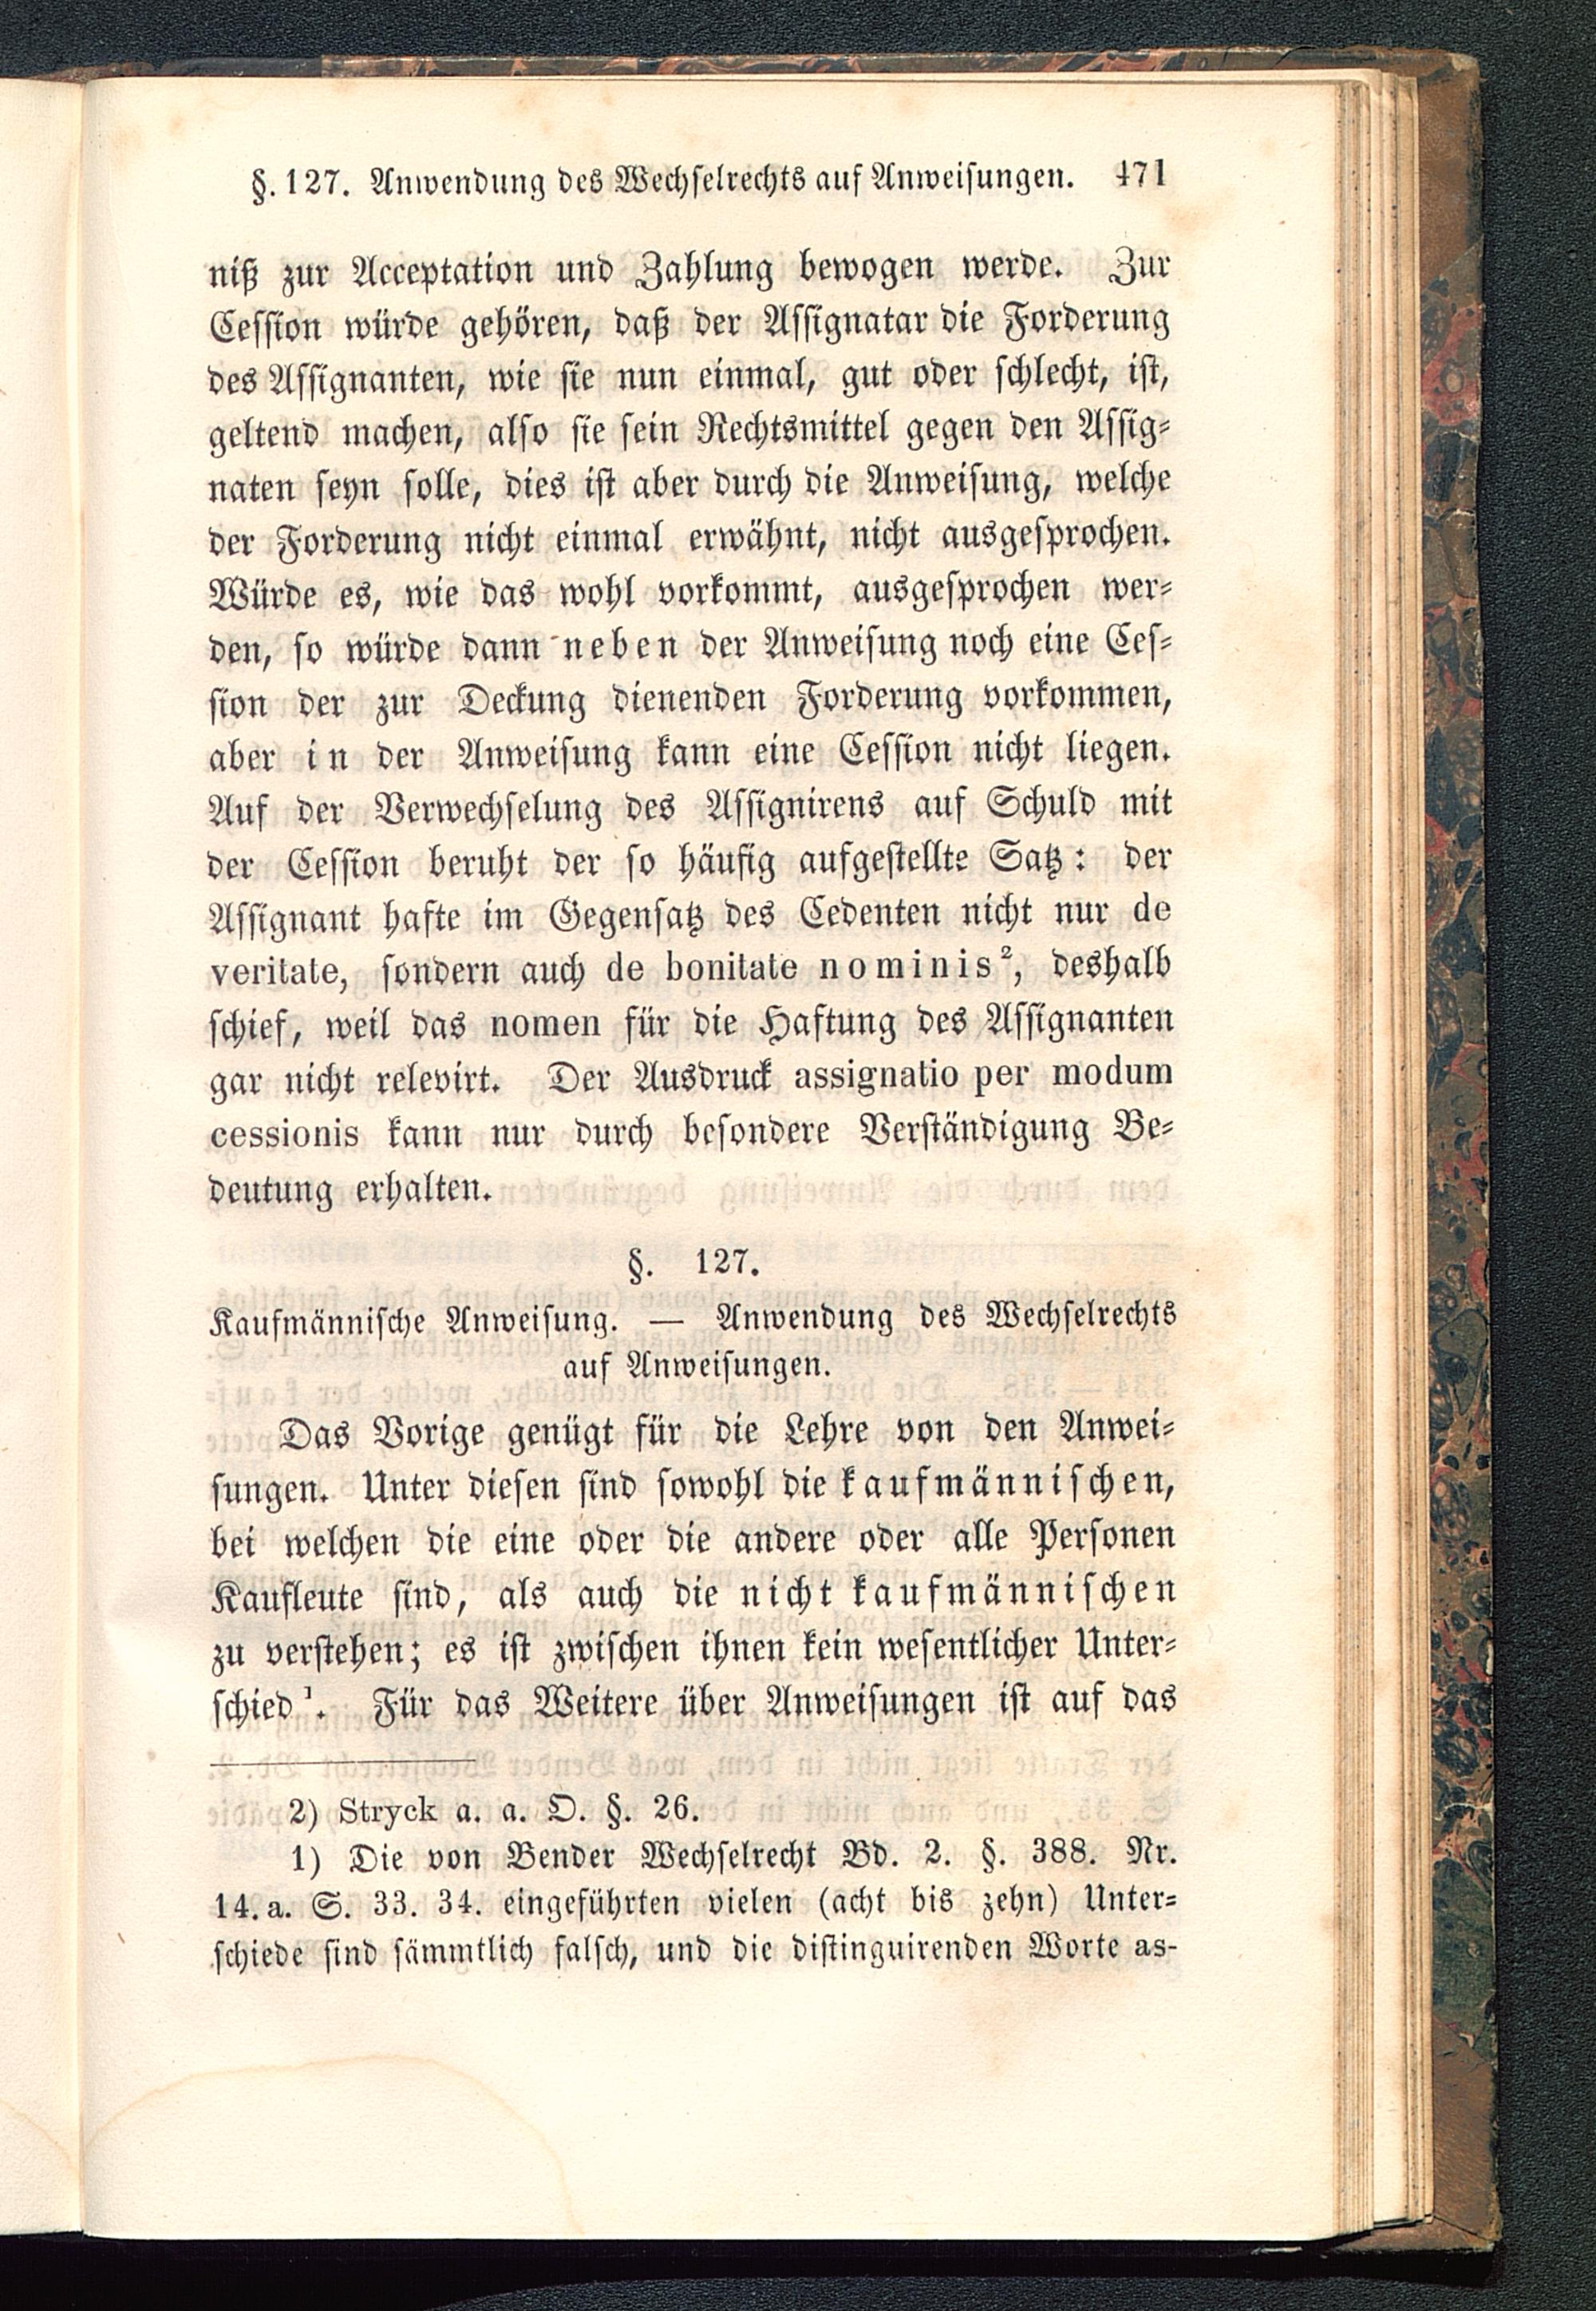 §. 127. Anwendung des Wechselrechts auf Anweisungen. 471
niß zur Acceptation und Zahlung bewogen werde. Zur
Cession würde gehören, daß der Assignatar die Forderung
des Assignanten, wie sie nun einmal, gut oder schlecht, ist,
geltend machen, also sie sein Rechtsmittel gegen den Assig-
naten seyn solle, dies ist aber durch die Anweisung, welche
der Forderung nicht einmal erwähnt, nicht ausgesprochen.
Würde es, wie das wohl vorkommt, ausgesprochen wer-
den, so würde dann neben der Anweisung noch eine Ces-
sion der zur Deckung dienenden Forderung vorkommen,
aber in der Anweisung kann eine Cession nicht liegen.
Auf der Verwechselung des Assignirens auf Schuld mit
der Cession beruht der so häufig aufgestellte Satz: der
Assignant hafte im Gegensatz des Cedenten nicht nur de
veritate, sondern auch de bonitate nominis², deshalb
schief, weil das nomen für die Haftung des Assignanten
gar nicht relevirt. Der Ausdruck assignatio per modum
cessionis kann nur durch besondere Verständigung Be-
deutung erhalten.
§. 127.
Kaufmännische Anweisung. — Anwendung des Wechselrechts
auf Anweisungen.
Das Vorige genügt für die Lehre von den Anwei-
sungen. Unter diesen sind sowohl die kaufmännischen,
bei welchen die eine oder die andere oder alle Personen
Kaufleute sind, als auch die nicht kaufmännischen
zu verstehen; es ist zwischen ihnen kein wesentlicher Unter-
schied¹. Für das Weitere über Anweisungen ist auf das
2) Stryck a. a. O. §. 26.
1) Die von Bender Wechselrecht Bd. 2. §. 388. Nr.
14. a. S. 33. 34. eingeführten vielen (acht bis zehn) Unter-
schiede sind sämmtlich falsch, und die distinguirenden Worte as-